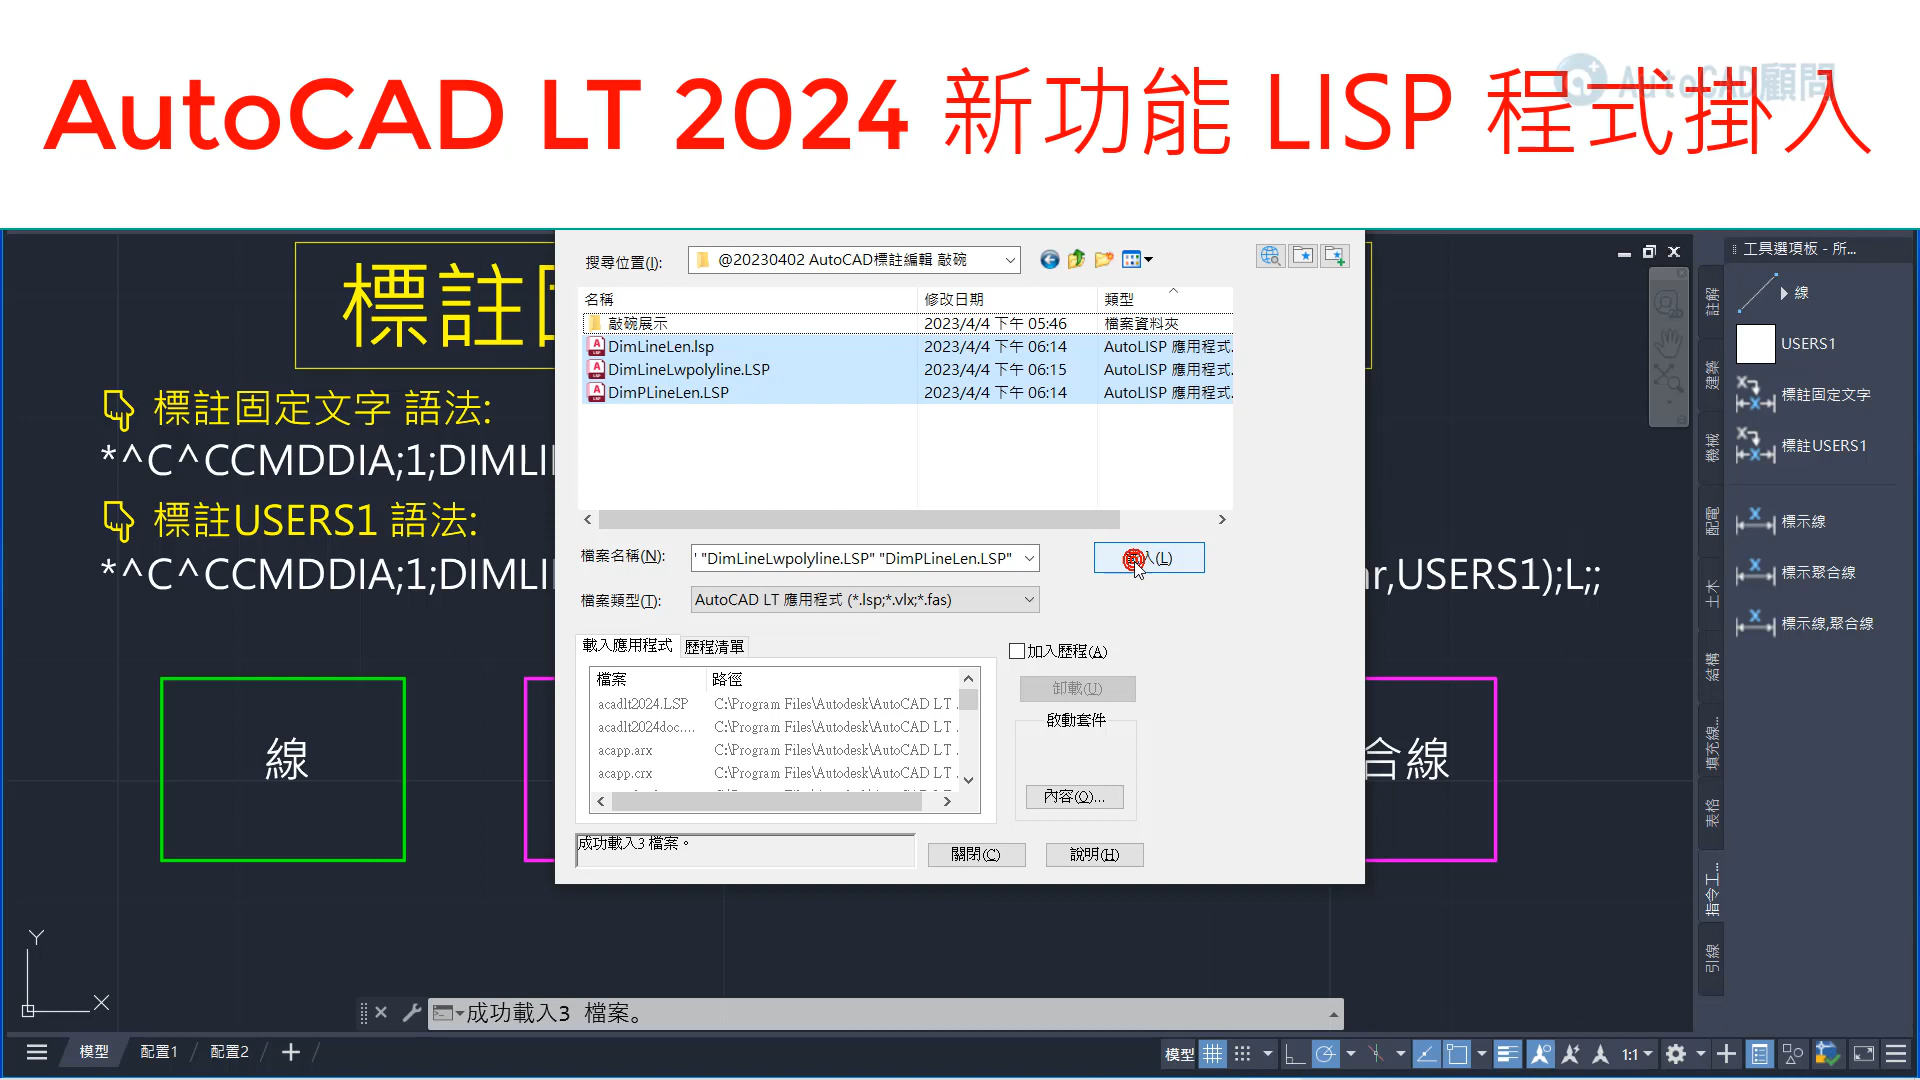 AutoCAD LT 2024 新功能 LISP 程式掛入
AutoCAD顧問
搜尋位置(I):
@20230402 AutoCAD標註編輯 敲碗
名稱 修改日期 類型
敲碗展示 2023/4/4 下午 05:46 檔案資料夾
DimLineLen.lsp 2023/4/4 下午 06:14 AutoLISP 應用程式.
DimLineLwpolyline.LSP 2023/4/4 下午 06:15 AutoLISP 應用程式.
DimPLineLen.LSP 2023/4/4 下午 06:14 AutoLISP 應用程式.
檔案名稱(N):
' "DimLineLwpolyline.LSP" "DimPLineLen.LSP"
入(L)
檔案類型(T):
AutoCAD LT 應用程式 (*.lsp;*.vlx;*.fas)
載入應用程式 歷程清單
檔案 路徑
acadlt2024.LSP C:\Program Files\Autodesk\AutoCAD LT .
acadlt2024doc.... C:\Program Files\Autodesk\AutoCAD LT .
acapp.arx C:\Program Files\Autodesk\AutoCAD LT .
acapp.crx C:\Program Files\Autodesk\AutoCAD LT .
加入歷程(A)
卸載(U)
啟動套件
內容(O)...
成功載入3 檔案。
關閉(C)
說明(H)
標註
標註固定文字 語法:
*^C^CCMDDIA;1;DIMLI
標註USERS1 語法:
*^C^CCMDDIA;1;DIMLI
r,USERS1);L;;
線
合線
工具選項板 - 所...
線
USERS1
標註固定文字
標註USERS1
標示線
標示聚合線
標示線,聚合線
註解
建築
機械
配電
土木
結構
填充線...
表格
指令工...
引線
Y
X
成功載入3 檔案。
模型
配置1
配置2
模型
1:1